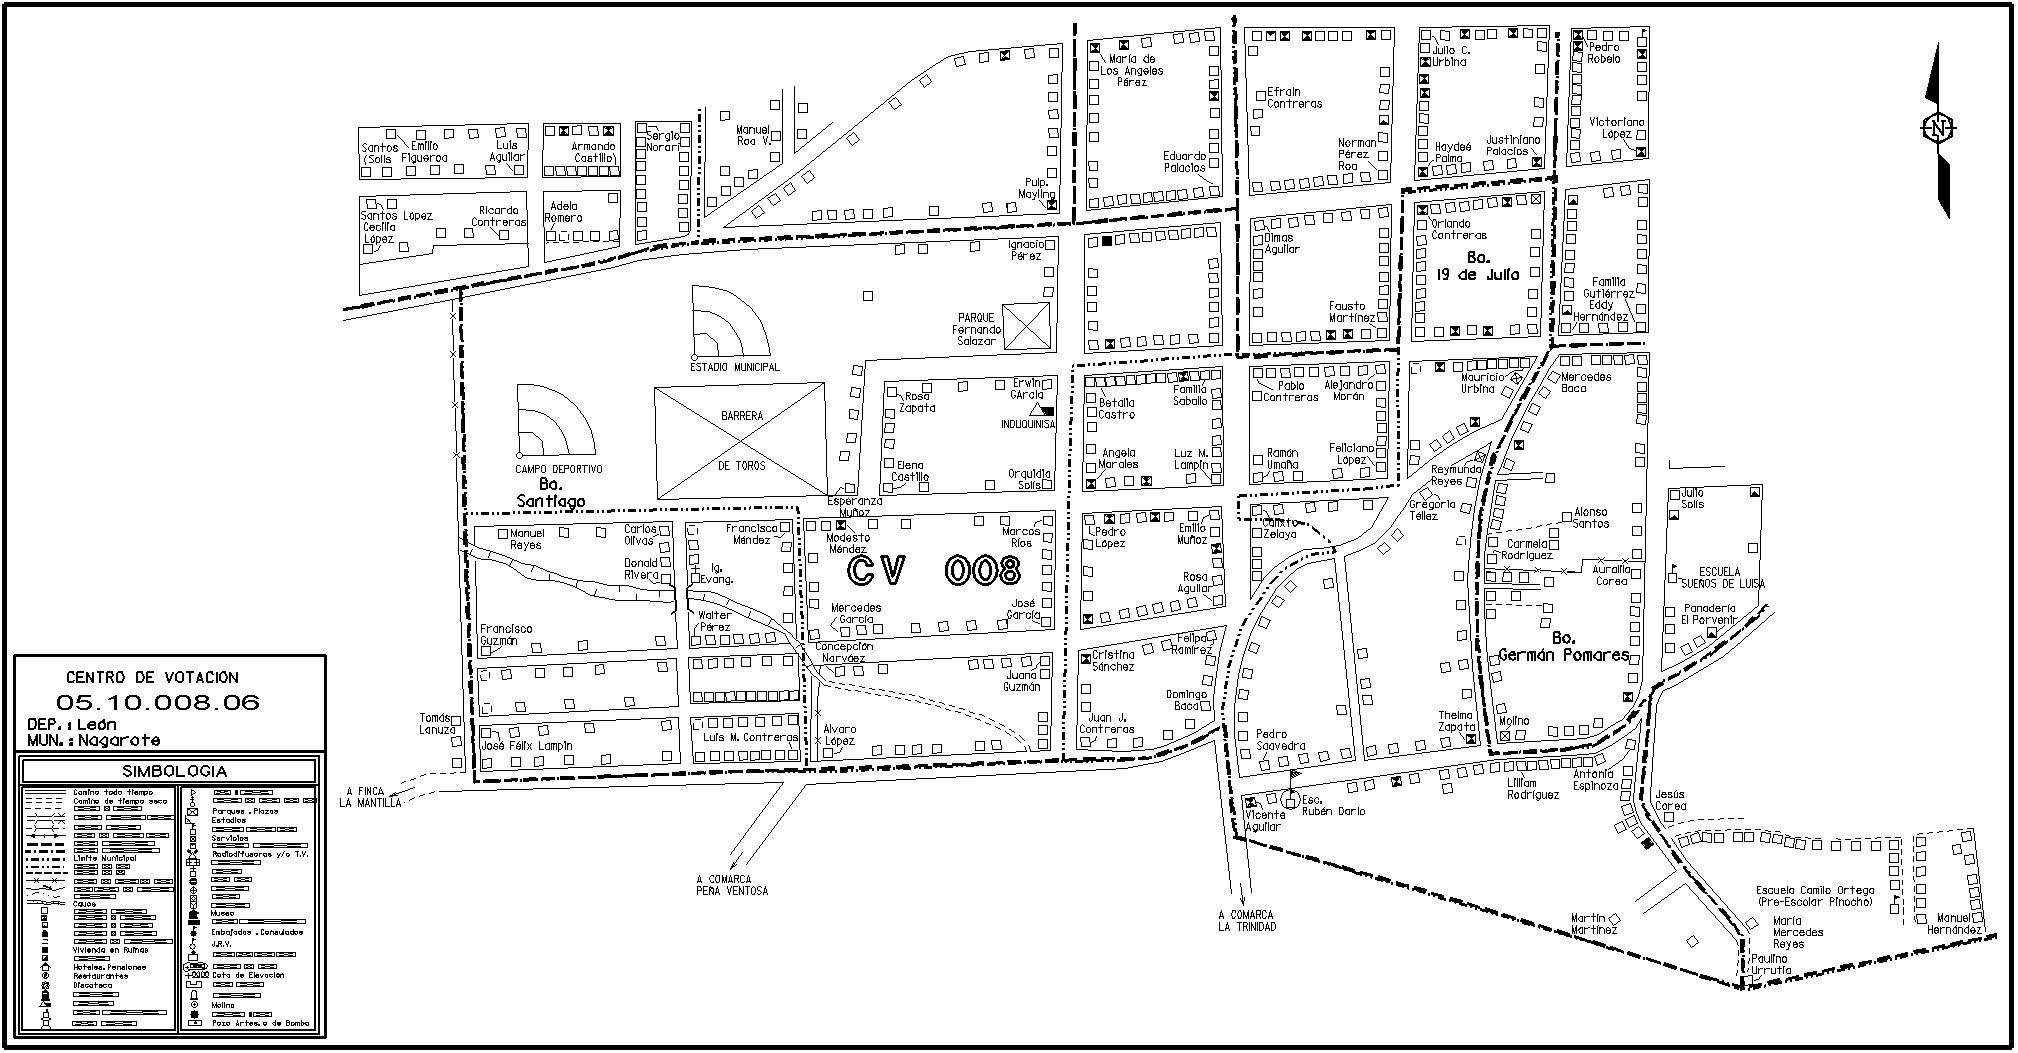 María de
Los Angeles
Pérez
Julio C.
Urbina
Pedro
Robelo
Efraín
Contreras
Santos
(Solís
Emilio
Figueroa
Luis
Aguilar
Armando
Castillo)
Sergio
Norari
Manuel
Roa V.
Eduardo
Palacios
Norman
Pérez
Roa
Haydeé
Palma
Justiniano
Palacios
Victoriano
López
N
Pulp.
Mayling
Santos López
Cecilia
López
Ricardo
Contreras
Adela
Romero
Ignacio
Pérez
Dimas
Aguilar
Orlando
Contreras
Bo.
19 de Julio
Familia
Gutiérrez
Eddy
Hernández
PARQUE
Fernando
Salazar
Fausto
Martínez
ESTADIO MUNICIPAL
BARRERA
DE TOROS
CAMPO DEPORTIVO
Bo.
Santiago
Rosa
Zapata
Erwin
GArcía
INDUQUINISA
Elena
Castillo
Orquidia
Solís
Esperanza
Muñoz
Betalia
Castro
Familia
Saballo
Angela
Morales
Luz M.
Lampín
Pablo
Contreras
Alejandro
Morán
Ramón
Umaña
Feliciano
López
Mauricio
Urbina
Mercedes
Baca
Reymundo
Reyes
Gregoria
Téllez
Manuel
Reyes
Carlos
Olivas
Donald
Rivera
Francisca
Méndez
Ig.
Evang.
Walter
Pérez
Francisco
Guzmán
Modesto
Méndez
CV 008
Marcos
Ríos
Mercedes
García
José
García
Pedro
López
Emilio
Muñoz
Rosa
Aguilar
Calixto
Zelaya
Alonso
Santos
Carmela
Rodríguez
Auralila
Corea
Julio
Solís
ESCUELA
SUEÑOS DE LUISA
Panadería
El Porvenir
Bo.
Germán Pomares
Concepción
Narváez
Juana
Guzmán
Cristina
Sánchez
Felipa
Ramírez
Domingo
Baca
Juan J.
Contreras
Tomás
Lanuza
José Félix Lampín
Luis M. Contreras
Alvaro
López
Pedro
Saavedra
Thelma
Zapata
Molino
Lilliam
Rodríguez
Antonia
Espinoza
Jesús
Corea
Esc.
Rubén Darío
Vicente
Aguilar
A FINCA
LA MANTILLA
A COMARCA
PEÑA VENTOSA
A COMARCA
LA TRINIDAD
Escuela Camilo Ortega
(Pre-Escolar Pinocho)
Martín
Martínez
María
Mercedes
Reyes
Manuel
Hernández
Paulino
Urrutia
CENTRO DE VOTACIÓN
05.10.008.06
DEP.: León
MUN.: Nagarote
SIMBOLOGIA
Camino todo tiempo
Camino de tiempo seco
Límite Municipal
Cauce
Vivienda en Ruinas
Hoteles.Pensiones
Restaurantes
Discoteca
Parques .Plazas
Estadios
Servicios
Radiodifusoras y/o T.V.
Museo
Embajadas .Consulados
J.R.V.
Cota de Elevación
Molino
Pozo Artes. o de Bomba